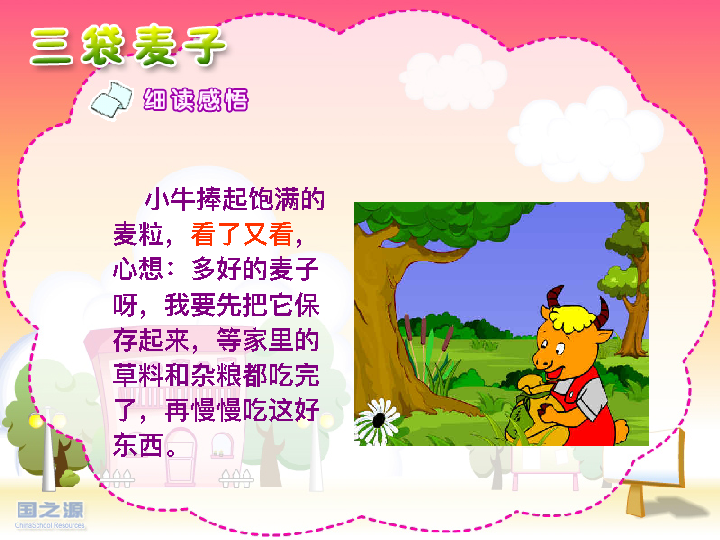 三袋麦子
细读感悟
小牛捧起饱满的
麦粒，看了又看，
心想：多好的麦子
呀，我要先把它保
存起来，等家里的
草料和杂粮都吃完
了，再慢慢吃这好
东西。
国之源
ChinaSchool Resources